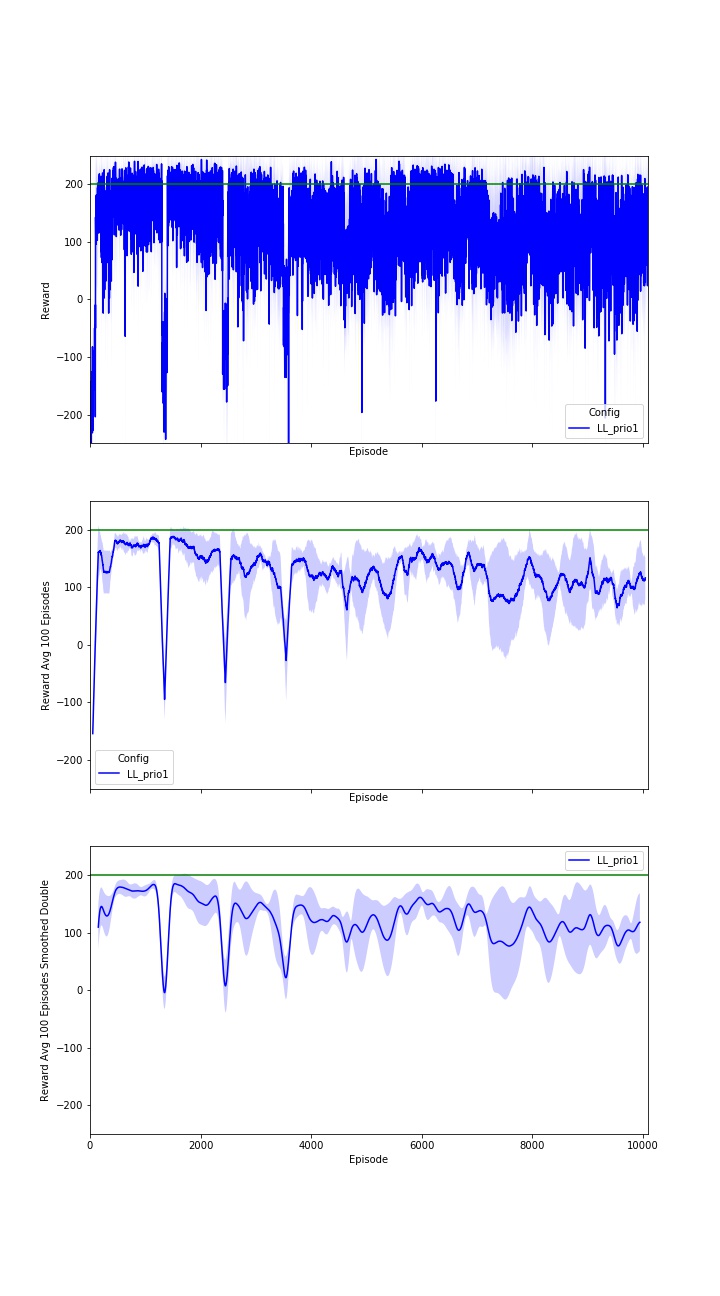 200
100
0
−100
−200
Reward
Config
LL_prio1
Episode
200
100
0
−100
−200
Reward Avg 100 Episodes
Config
LL_prio1
Episode
LL_prio1
200
100
0
−100
−200
Reward Avg 100 Episodes Smoothed Double
0 2000 4000 6000 8000 10000
Episode